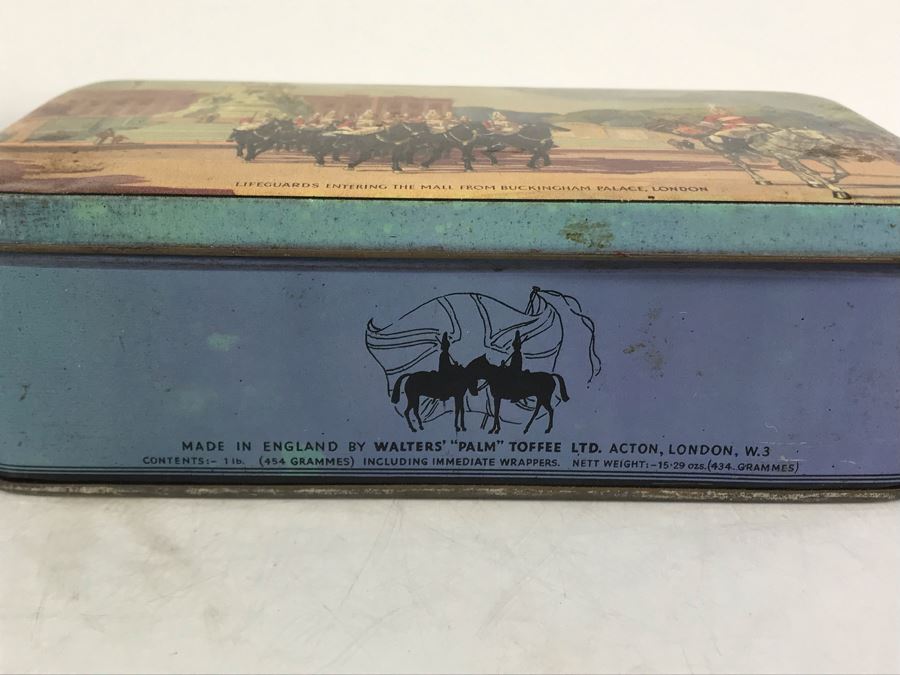 LIFEGUARDS ENTERING THE MALL FROM BUCKINGHAM PALACE, LONDON
MADE IN ENGLAND BY WALTERS' "PALM" TOFFEE LTD. ACTON, LONDON, W.3
CONTENTS:- 1 lb. (454 GRAMMES) INCLUDING IMMEDIATE WRAPPERS. NETT WEIGHT:-15·29 ozs.(434 GRAMMES)